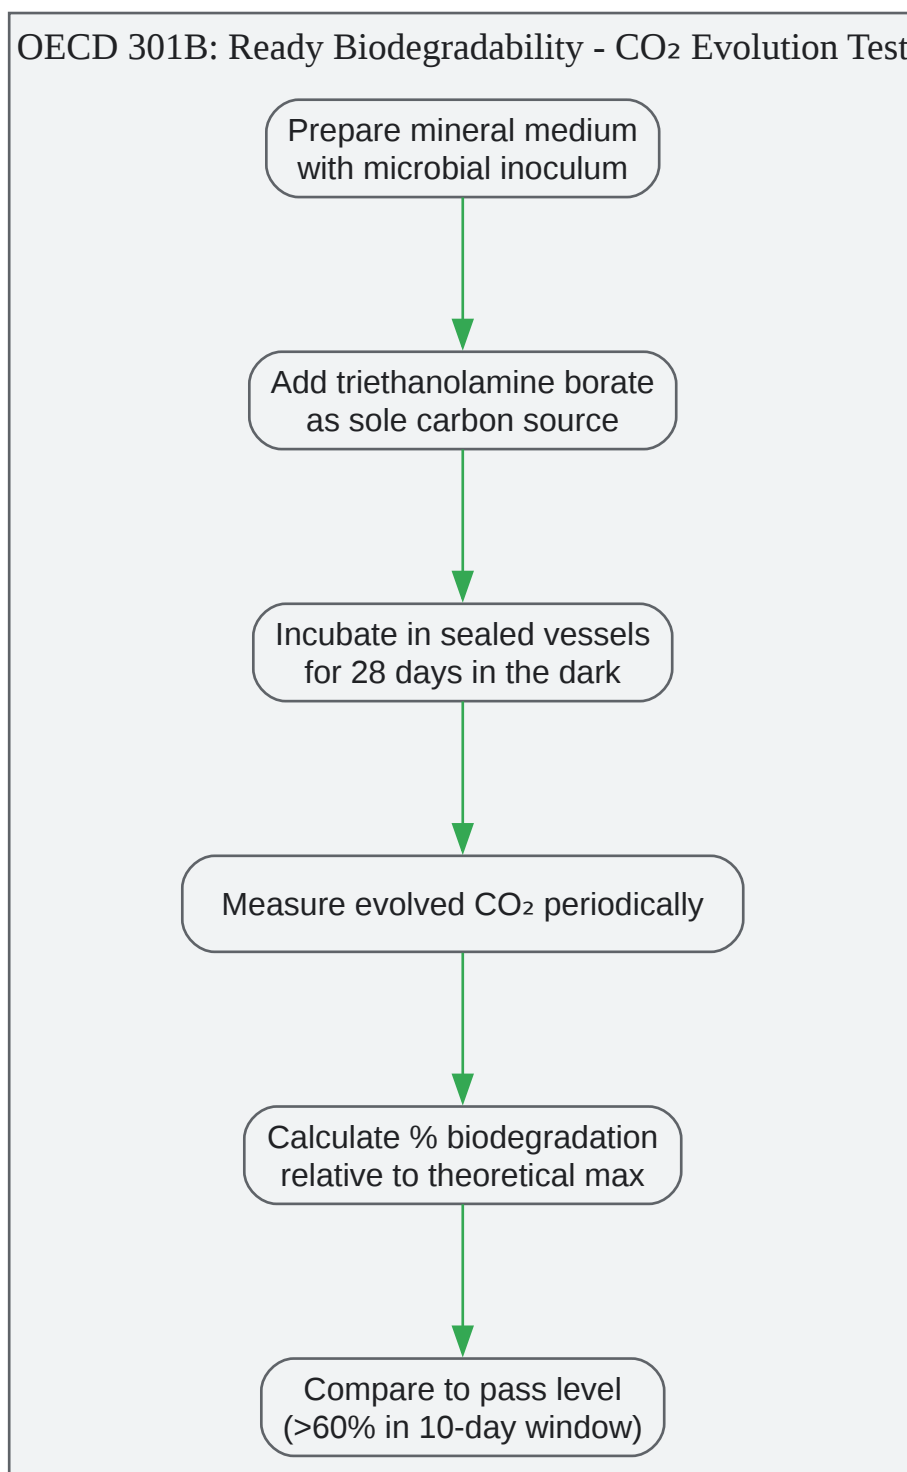 OECD 301B: Ready Biodegradability - CO₂ Evolution Test
Prepare mineral medium
with microbial inoculum
Add triethanolamine borate
as sole carbon source
Incubate in sealed vessels
for 28 days in the dark
Measure evolved CO₂ periodically
Calculate % biodegradation
relative to theoretical max
Compare to pass level
(>60% in 10-day window)